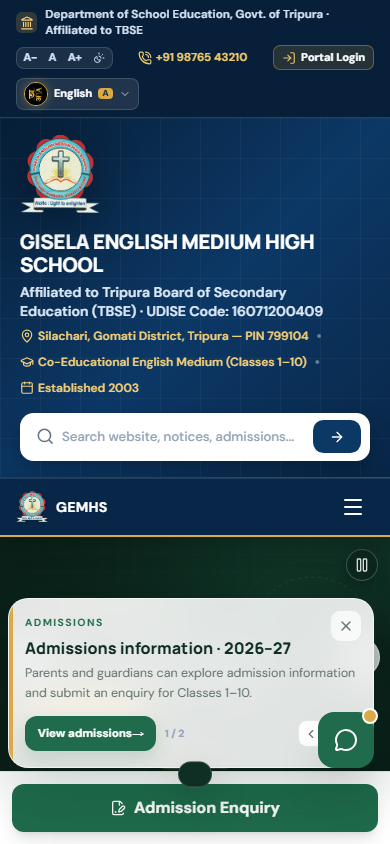 Department of School Education, Govt. of Tripura ·
Affiliated to TBSE
A− A A+
+91 98765 43210
Portal Login
English A
GISELA ENGLISH MEDIUM HIGH
SCHOOL
Affiliated to Tripura Board of Secondary
Education (TBSE) · UDISE Code: 16071200409
Silachari, Gomati District, Tripura — PIN 799104 •
Co-Educational English Medium (Classes 1–10) •
Established 2003
Search website, notices, admissions...
GEMHS
ADMISSIONS
Admissions information · 2026–27
Parents and guardians can explore admission information
and submit an enquiry for Classes 1–10.
View admissions→
1 / 2
Admission Enquiry